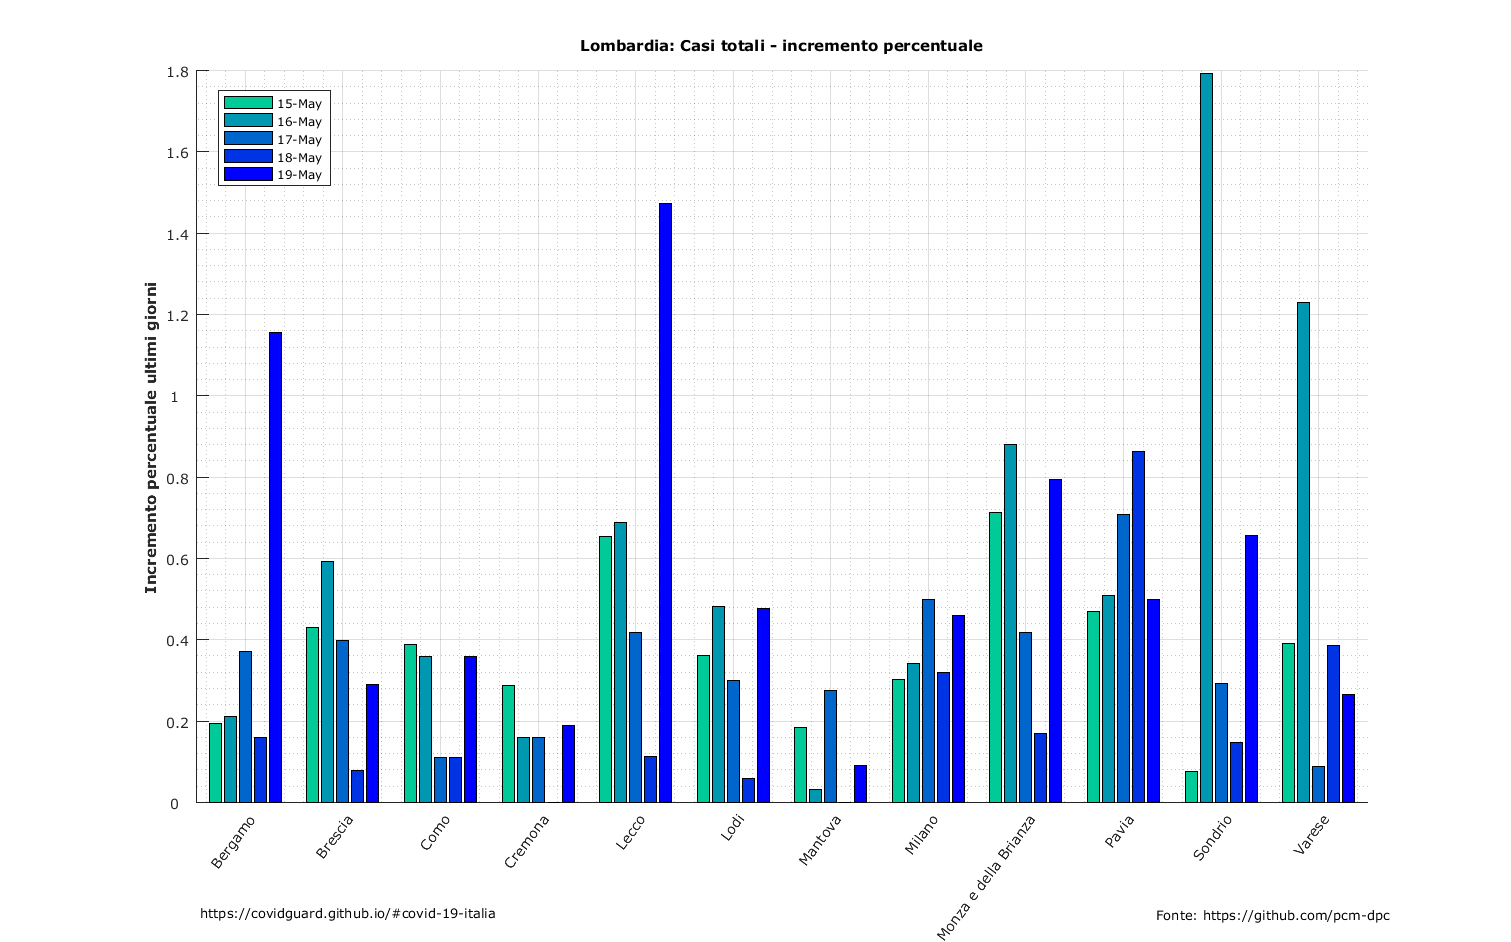 Lombardia: Casi totali - incremento percentuale
15-May
16-May
17-May
18-May
19-May
Incremento percentuale ultimi giorni
1.8
1.6
1.4
1.2
1
0.8
0.6
0.4
0.2
0
Bergamo
Brescia
Como
Cremona
Lecco
Lodi
Mantova
Milano
Monza e della Brianza
Pavia
Sondrio
Varese
https://covidguard.github.io/#covid-19-italia
Fonte: https://github.com/pcm-dpc